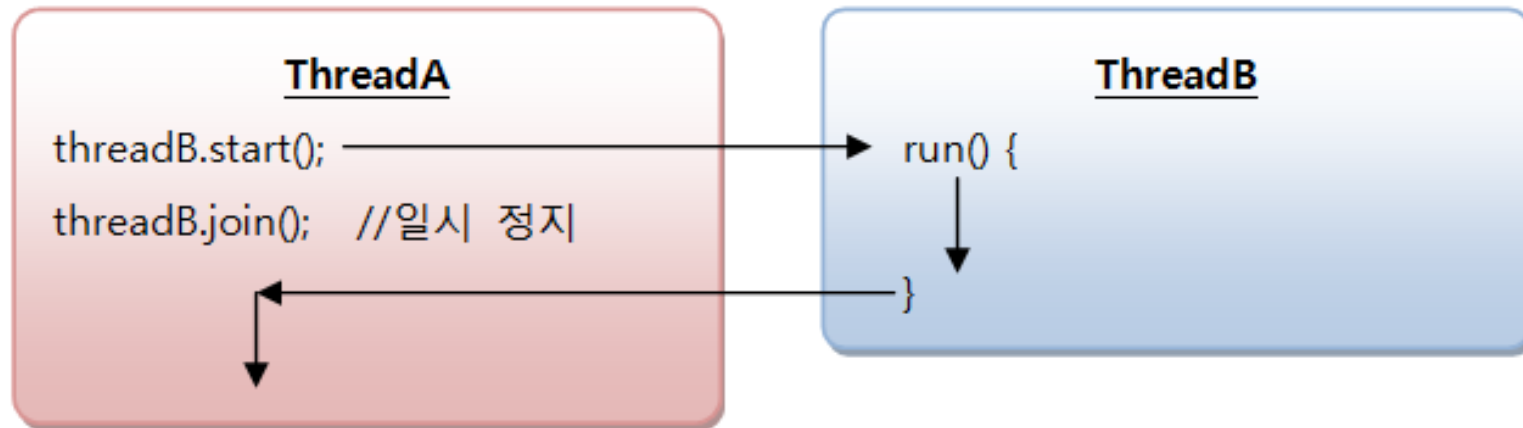 ThreadA
threadB.start();
threadB.join();   //일시 정지
ThreadB
run() {
}